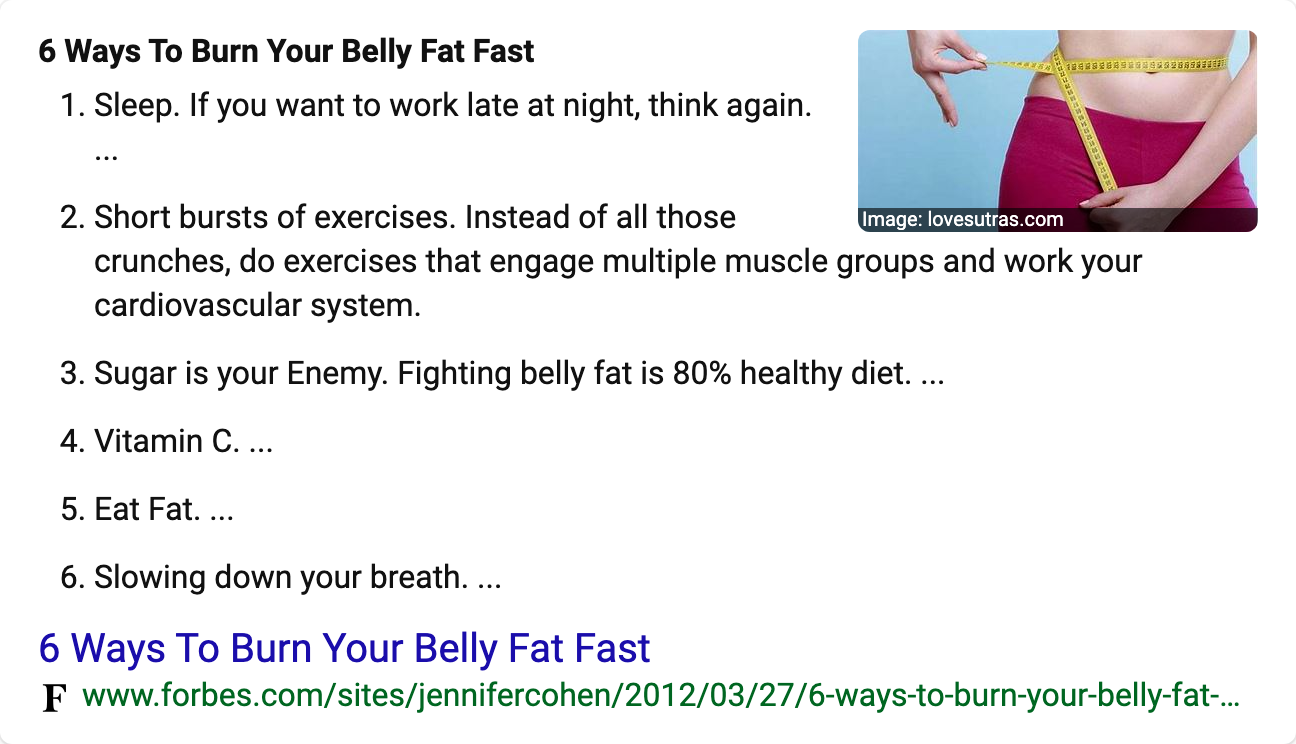 6 Ways To Burn Your Belly Fat Fast
1. Sleep. If you want to work late at night, think again.
...
2. Short bursts of exercises. Instead of all those
crunches, do exercises that engage multiple muscle groups and work your
cardiovascular system.
3. Sugar is your Enemy. Fighting belly fat is 80% healthy diet. ...
4. Vitamin C. ...
5. Eat Fat. ...
6. Slowing down your breath. ...
Image: lovesutras.com
6 Ways To Burn Your Belly Fat Fast
F www.forbes.com/sites/jennifercohen/2012/03/27/6-ways-to-burn-your-belly-fat-...